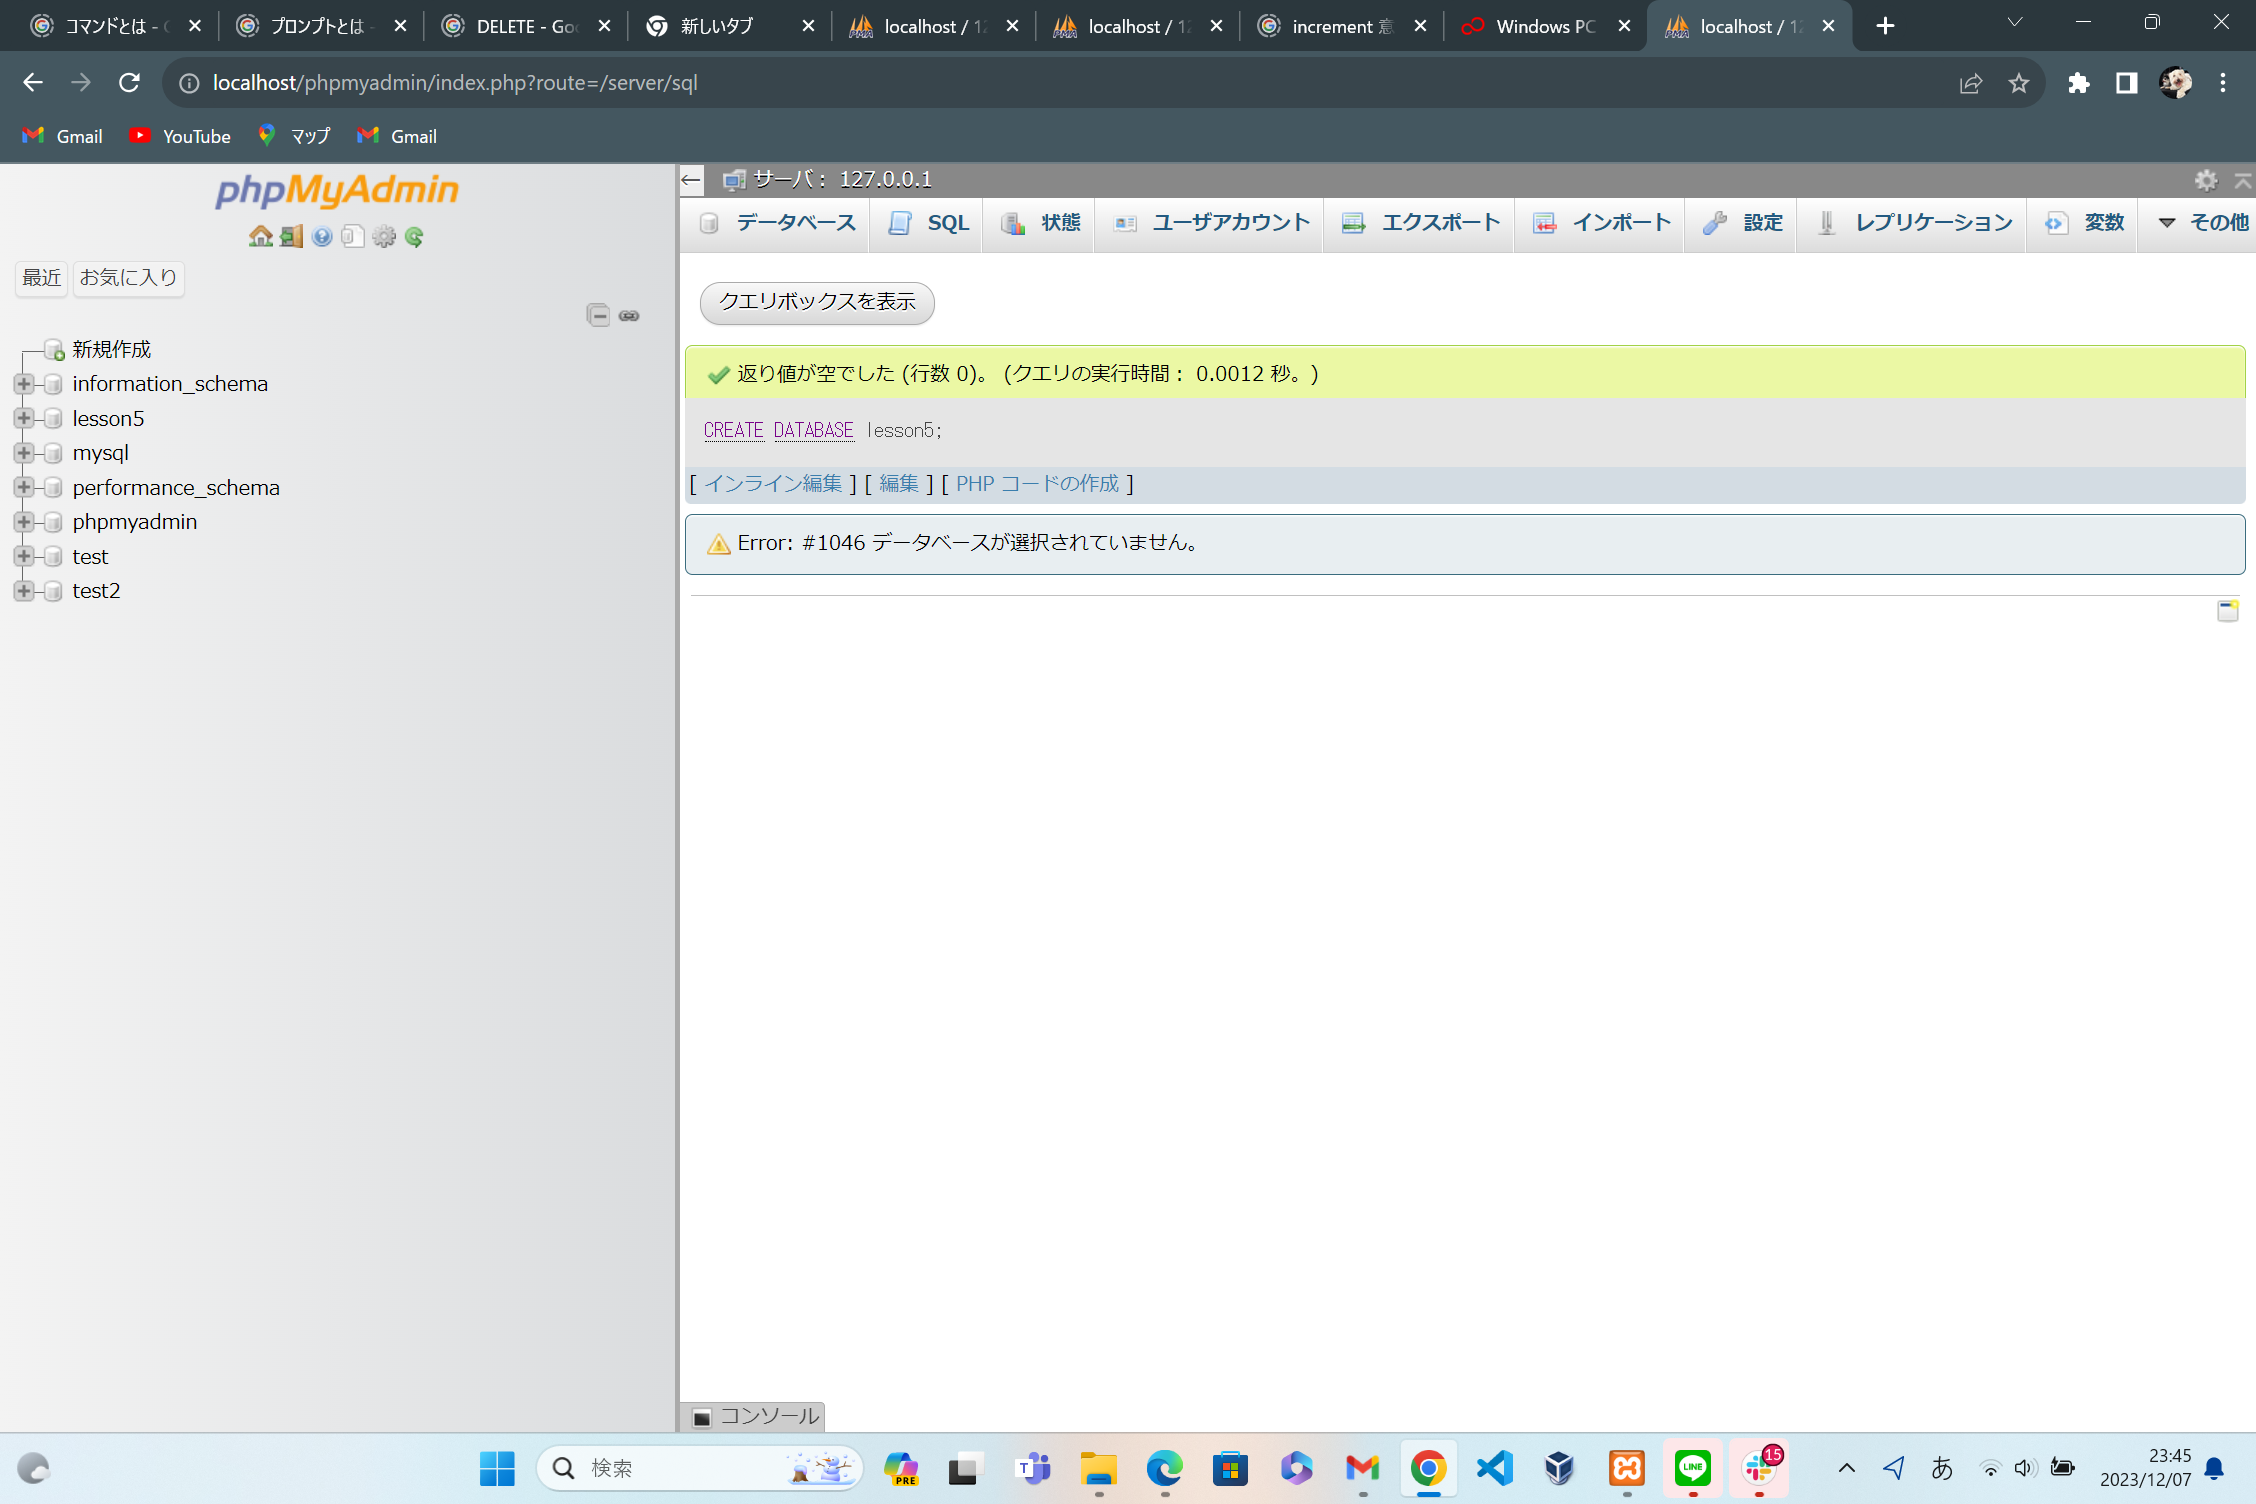 コマンドとは - G
プロンプトとは -
DELETE - Goo
新しいタブ
localhost / 12
localhost / 12
increment 意
Windows PC
localhost / 12
localhost/phpmyadmin/index.php?route=/server/sql
Gmail
YouTube
マップ
Gmail
phpMyAdmin
最近
お気に入り
新規作成
information_schema
lesson5
mysql
performance_schema
phpmyadmin
test
test2
サーバ: 127.0.0.1
データベース
SQL
状態
ユーザアカウント
エクスポート
インポート
設定
レプリケーション
変数
その他
クエリボックスを表示
返り値が空でした (行数 0)。 (クエリの実行時間: 0.0012 秒。)
CREATE DATABASE lesson5;
[ インライン編集 ] [ 編集 ] [ PHP コードの作成 ]
Error: #1046 データベースが選択されていません。
コンソール
検索
PRE
T
LINE
15
あ
23:45
2023/12/07